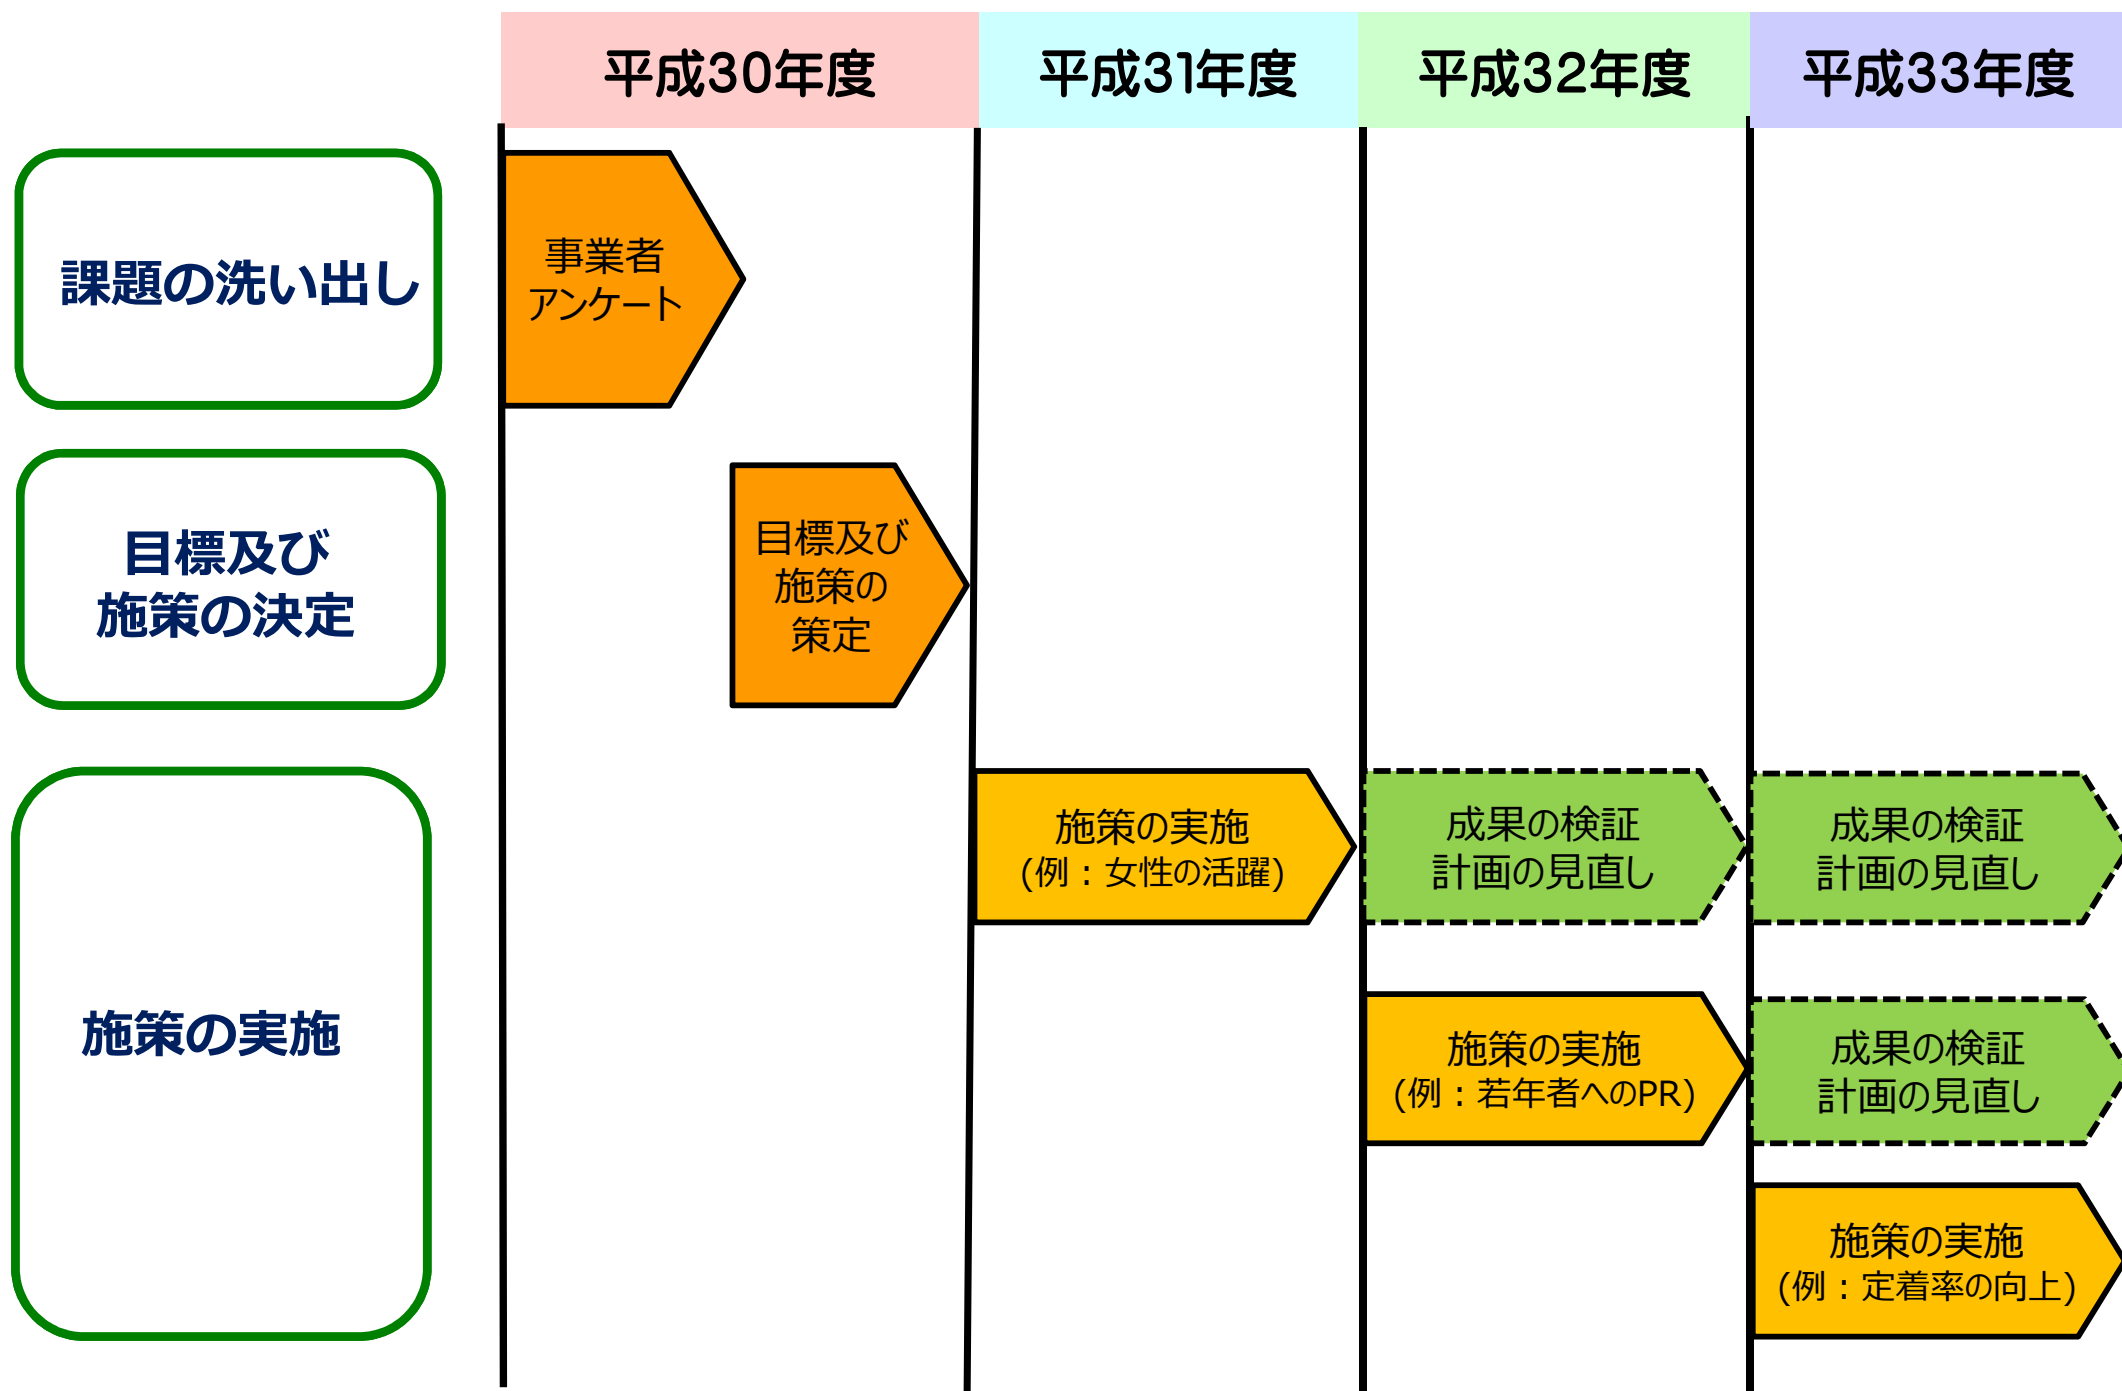 平成30年度
平成31年度
平成32年度
平成33年度
課題の洗い出し
事業者
アンケート
目標及び
施策の決定
目標及び
施策の
策定
施策の実施
施策の実施
(例：女性の活躍)
成果の検証
計画の見直し
成果の検証
計画の見直し
施策の実施
(例：若年者へのPR)
成果の検証
計画の見直し
施策の実施
(例：定着率の向上)